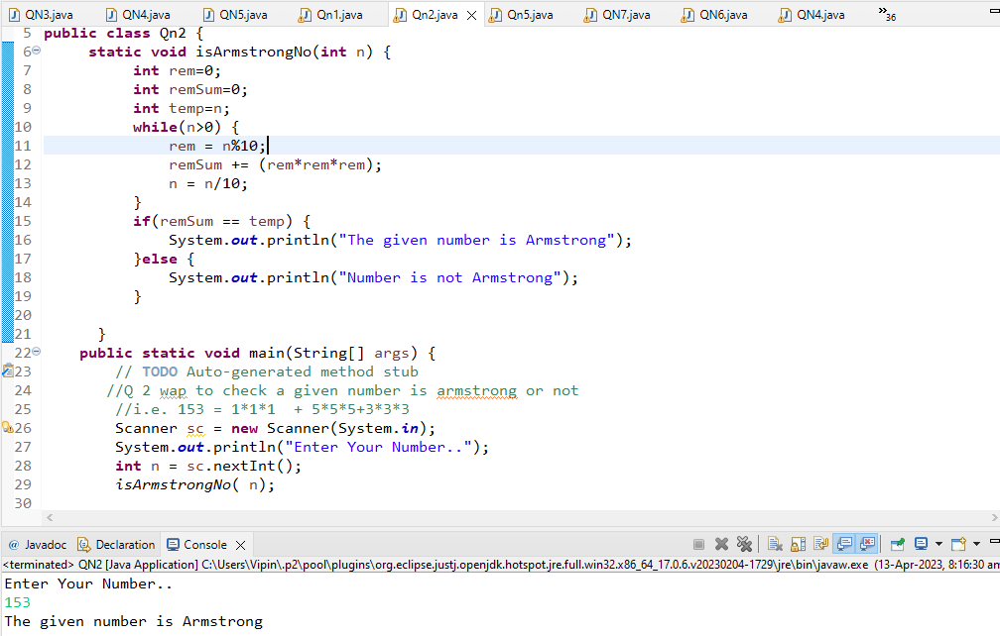 QN3.java QN4.java QN5.java Qn1.java Qn2.java Qn5.java QN7.java QN6.java QN4.java »36
5 public class Qn2 {
6 static void isArmstrongNo(int n) {
7 int rem=0;
8 int remSum=0;
9 int temp=n;
10 while(n>0) {
11 rem = n%10;
12 remSum += (rem*rem*rem);
13 n = n/10;
14 }
15 if(remSum == temp) {
16 System.out.println("The given number is Armstrong");
17 }else {
18 System.out.println("Number is not Armstrong");
19 }
20
21 }
22 public static void main(String[] args) {
23 // TODO Auto-generated method stub
24 //Q 2 wap to check a given number is armstrong or not
25 //i.e. 153 = 1*1*1  + 5*5*5+3*3*3
26 Scanner sc = new Scanner(System.in);
27 System.out.println("Enter Your Number..");
28 int n = sc.nextInt();
29 isArmstrongNo( n);
30
@ Javadoc Declaration Console
<terminated> QN2 [Java Application] C:\Users\Vipin\.p2\pool\plugins\org.eclipse.justj.openjdk.hotspot.jre.full.win32.x86_64_17.0.6.v20230204-1729\jre\bin\javaw.exe (13-Apr-2023, 8:16:30 am
Enter Your Number..
153
The given number is Armstrong